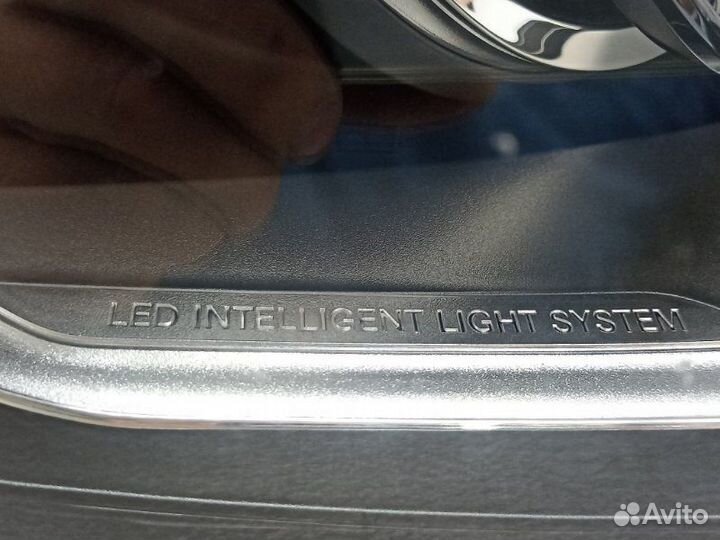 LED INTELLIGENT LIGHT SYSTEM
Avito